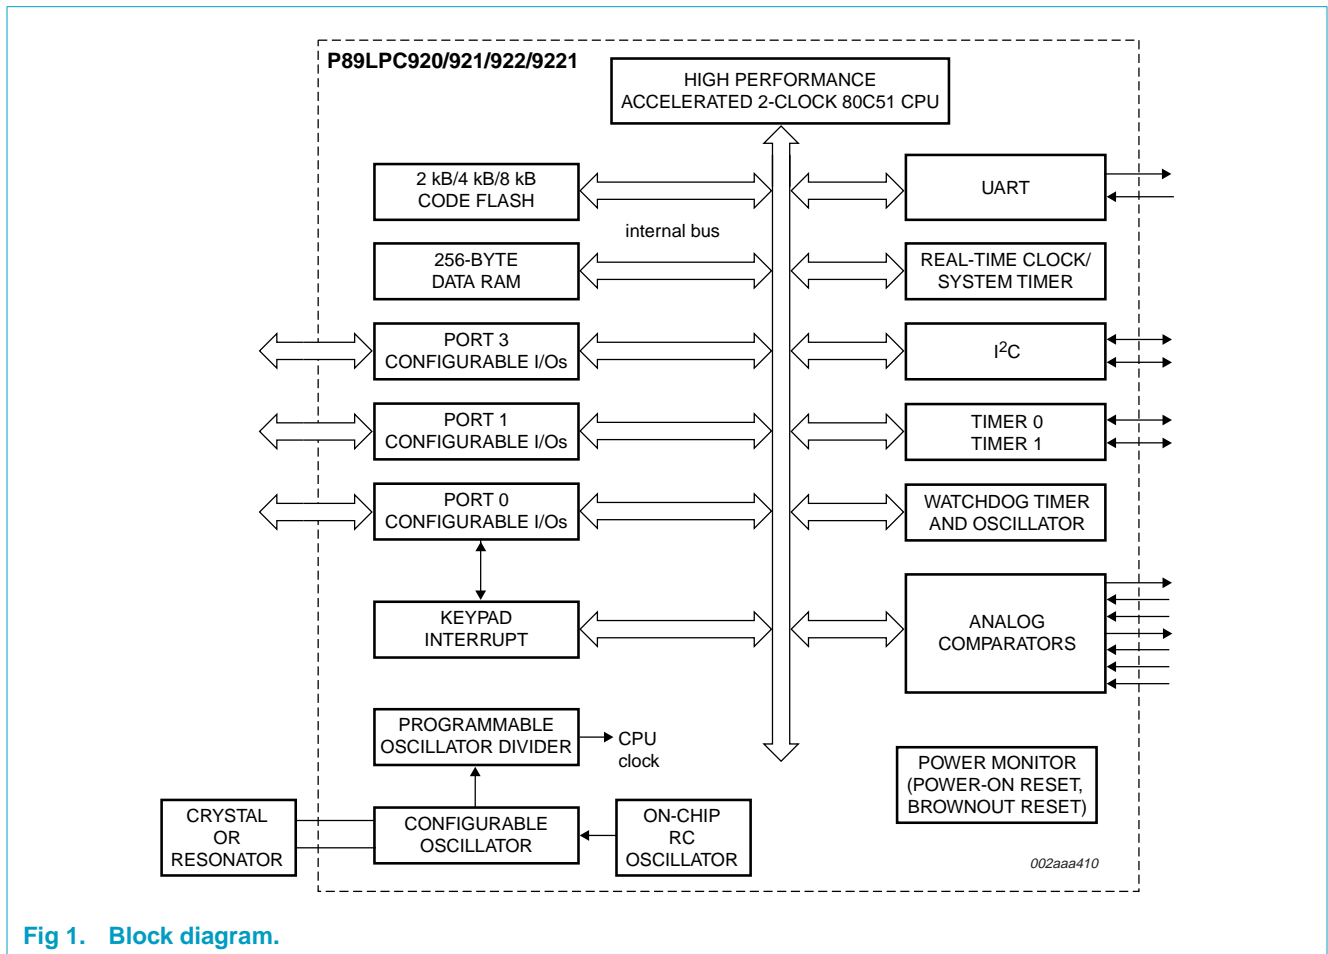 P89LPC920/921/922/9221
HIGH PERFORMANCE
ACCELERATED 2-CLOCK 80C51 CPU
2 kB/4 kB/8 kB
CODE FLASH
UART
internal bus
256-BYTE
DATA RAM
REAL-TIME CLOCK/
SYSTEM TIMER
PORT 3
CONFIGURABLE I/Os
I²C
PORT 1
CONFIGURABLE I/Os
TIMER 0
TIMER 1
PORT 0
CONFIGURABLE I/Os
WATCHDOG TIMER
AND OSCILLATOR
KEYPAD
INTERRUPT
ANALOG
COMPARATORS
PROGRAMMABLE
OSCILLATOR DIVIDER
CPU
clock
POWER MONITOR
(POWER-ON RESET,
BROWNOUT RESET)
CRYSTAL
OR
RESONATOR
CONFIGURABLE
OSCILLATOR
ON-CHIP
RC
OSCILLATOR
002aaa410
Fig 1. Block diagram.